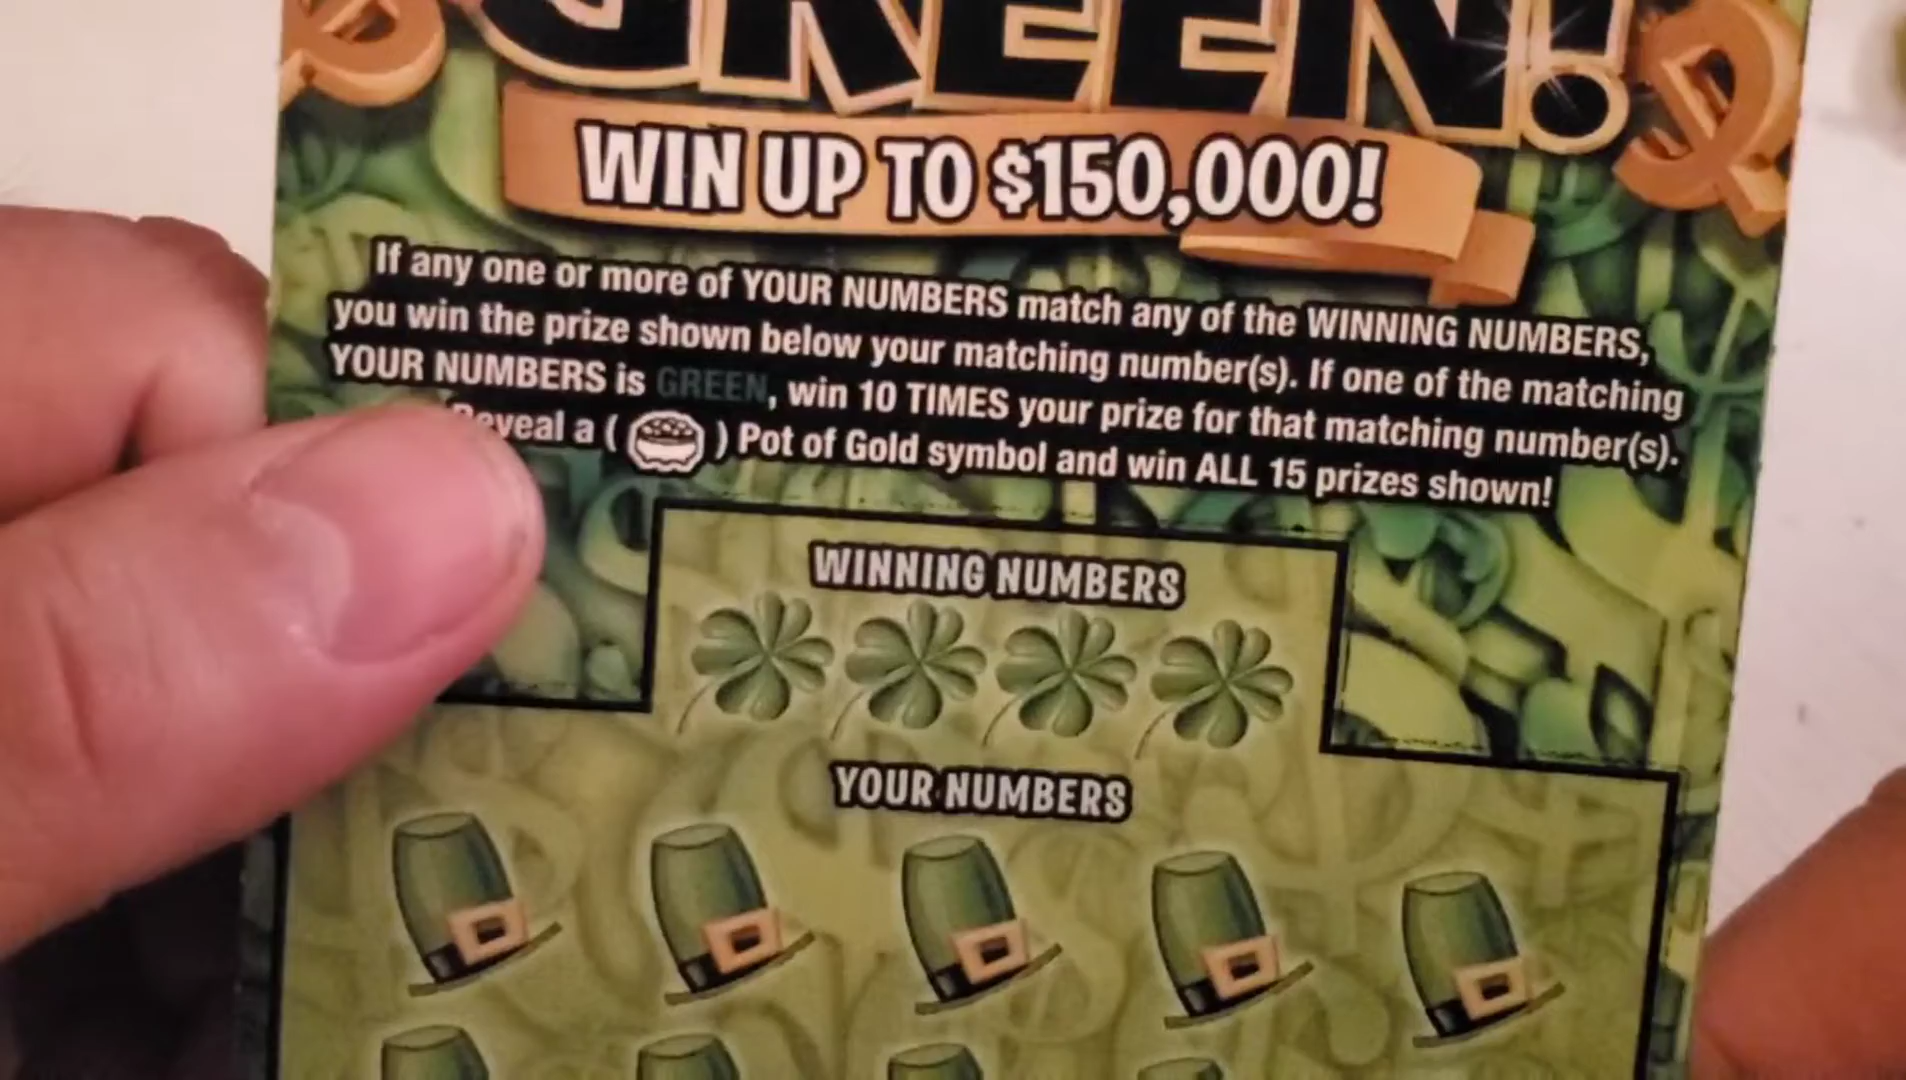 GREEN!
WIN UP TO $150,000!
If any one or more of YOUR NUMBERS match any of the WINNING NUMBERS,
you win the prize shown below your matching number(s). If one of the matching
YOUR NUMBERS is GREEN, win 10 TIMES your prize for that matching number(s).
Reveal a ( ) Pot of Gold symbol and win ALL 15 prizes shown!
WINNING NUMBERS
YOUR NUMBERS